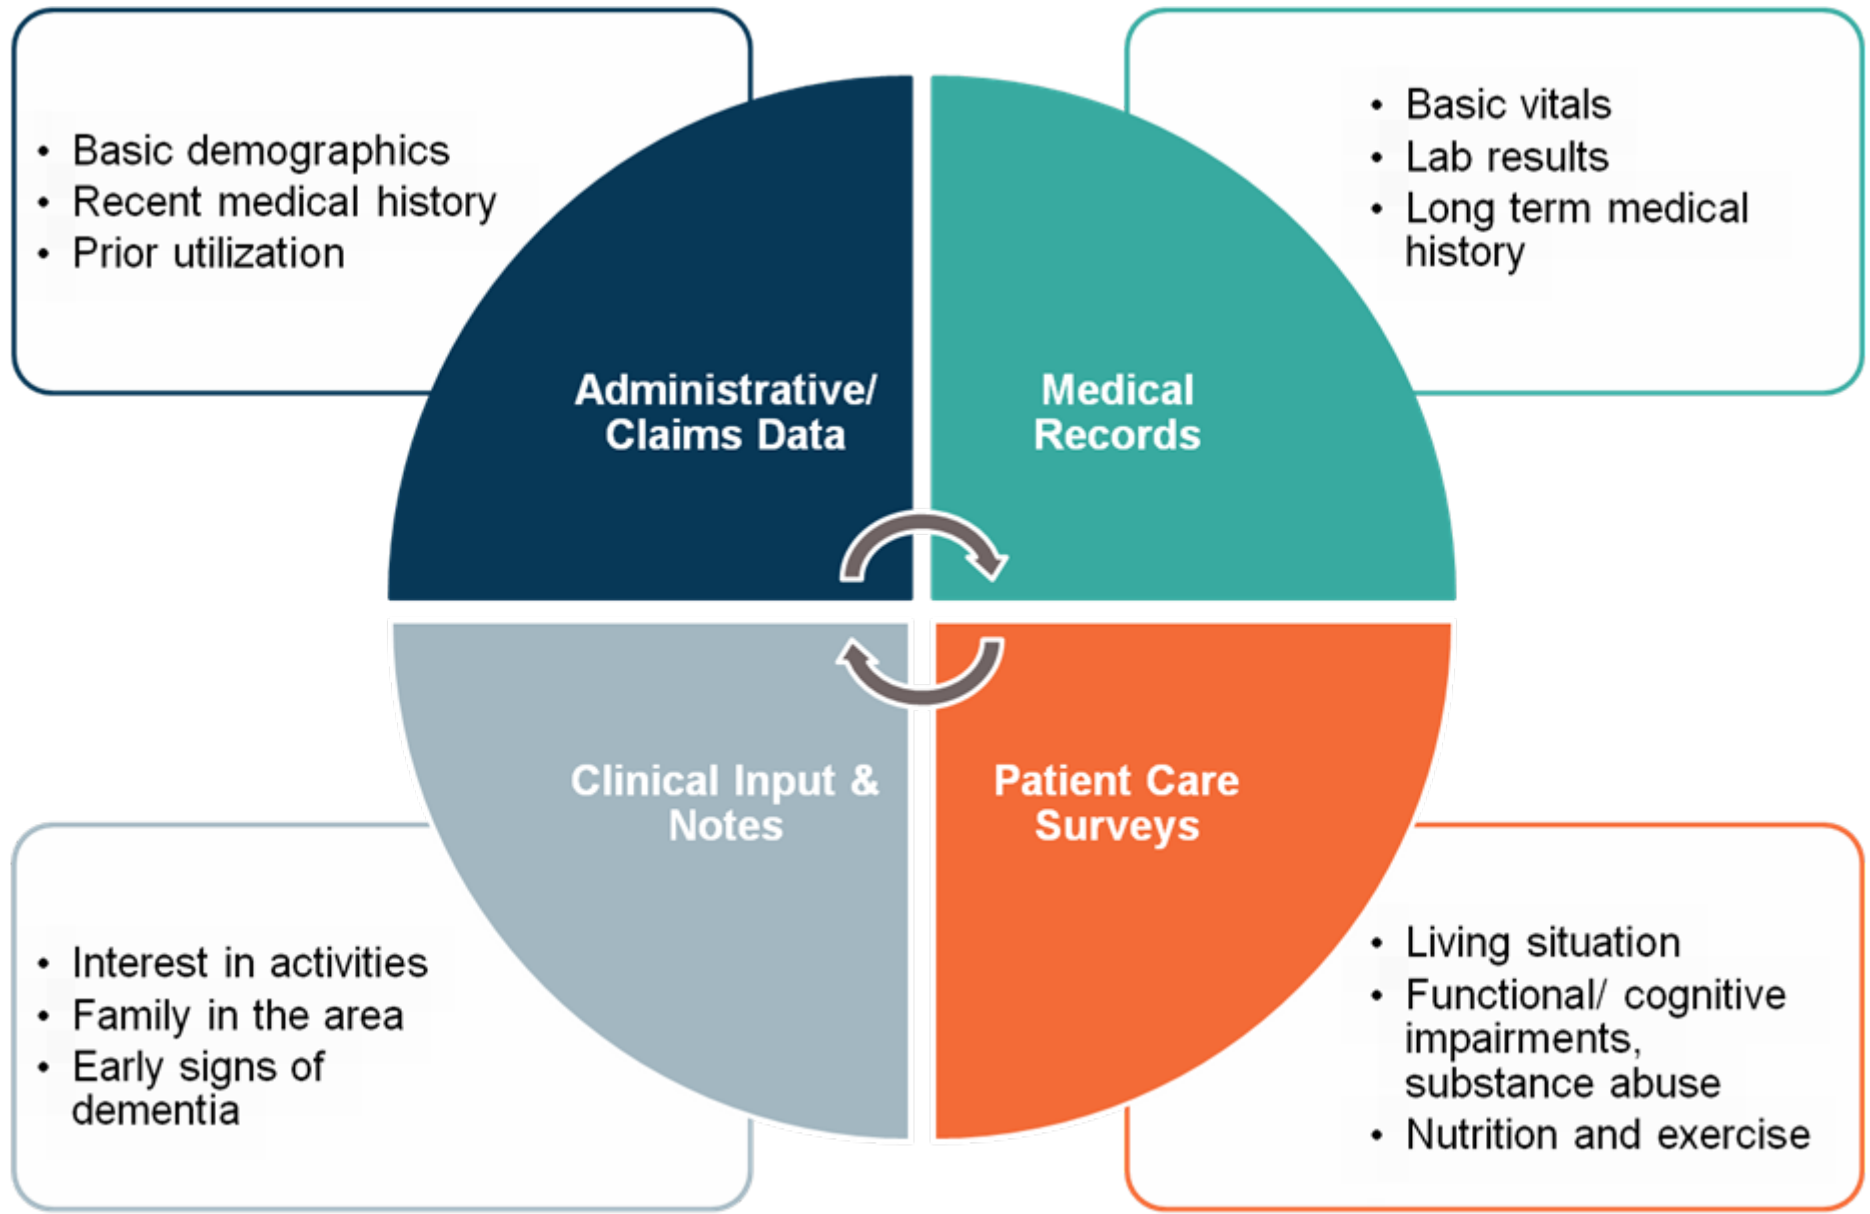 • Basic demographics
• Recent medical history
• Prior utilization
Administrative/
Claims Data
• Basic vitals
• Lab results
• Long term medical
history
Medical
Records
Clinical Input &
Notes
• Interest in activities
• Family in the area
• Early signs of
dementia
Patient Care
Surveys
• Living situation
• Functional/ cognitive
impairments,
substance abuse
• Nutrition and exercise